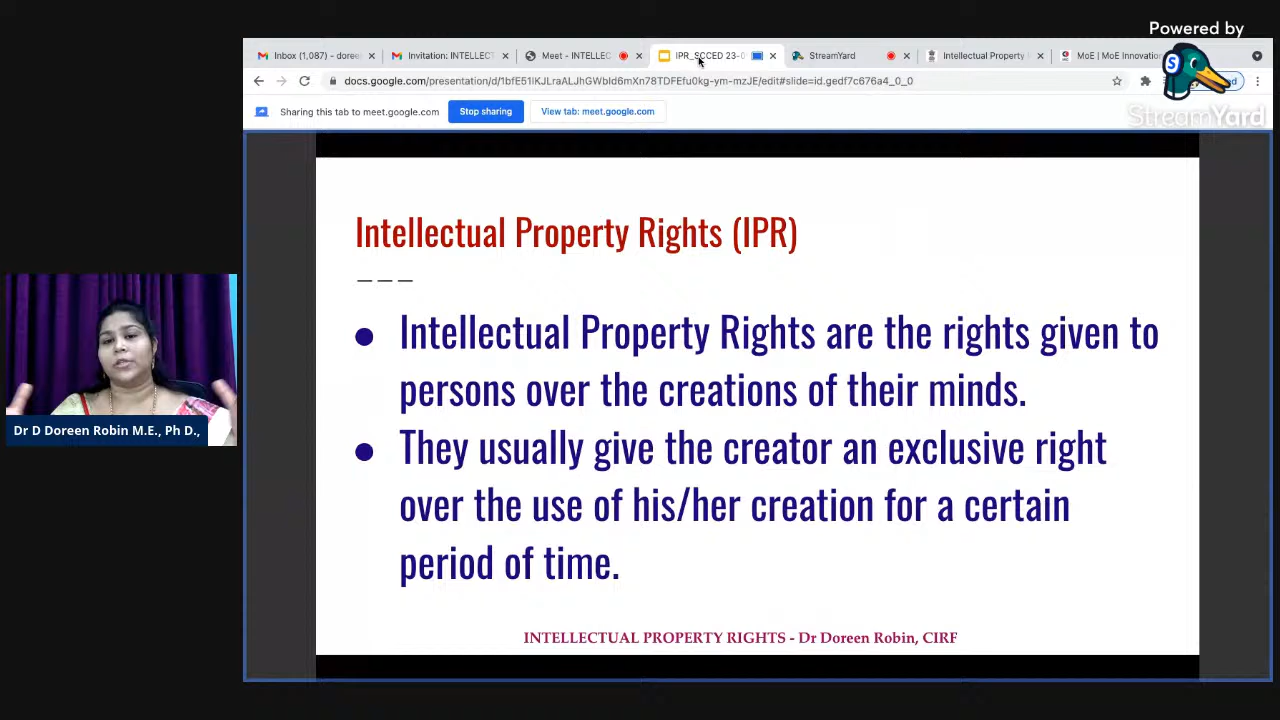 Powered by
StreamYard
Inbox (1,087) - doree
Invitation: INTELLECT
Meet - INTELLEC
IPR_SCCED 23-0
StreamYard
Intellectual Property
MoE | MoE Innovation
docs.google.com/presentation/d/1bfE51lKJLraALJhGWbId6mXn78TDFEfu0kg-ym-mzJE/edit#slide=id.gedf7c676a4_0_0
Sharing this tab to meet.google.com
Stop sharing
View tab: meet.google.com
Intellectual Property Rights (IPR)
Intellectual Property Rights are the rights given to
persons over the creations of their minds.
They usually give the creator an exclusive right
over the use of his/her creation for a certain
period of time.
INTELLECTUAL PROPERTY RIGHTS - Dr Doreen Robin, CIRF
Dr D Doreen Robin M.E., Ph D.,